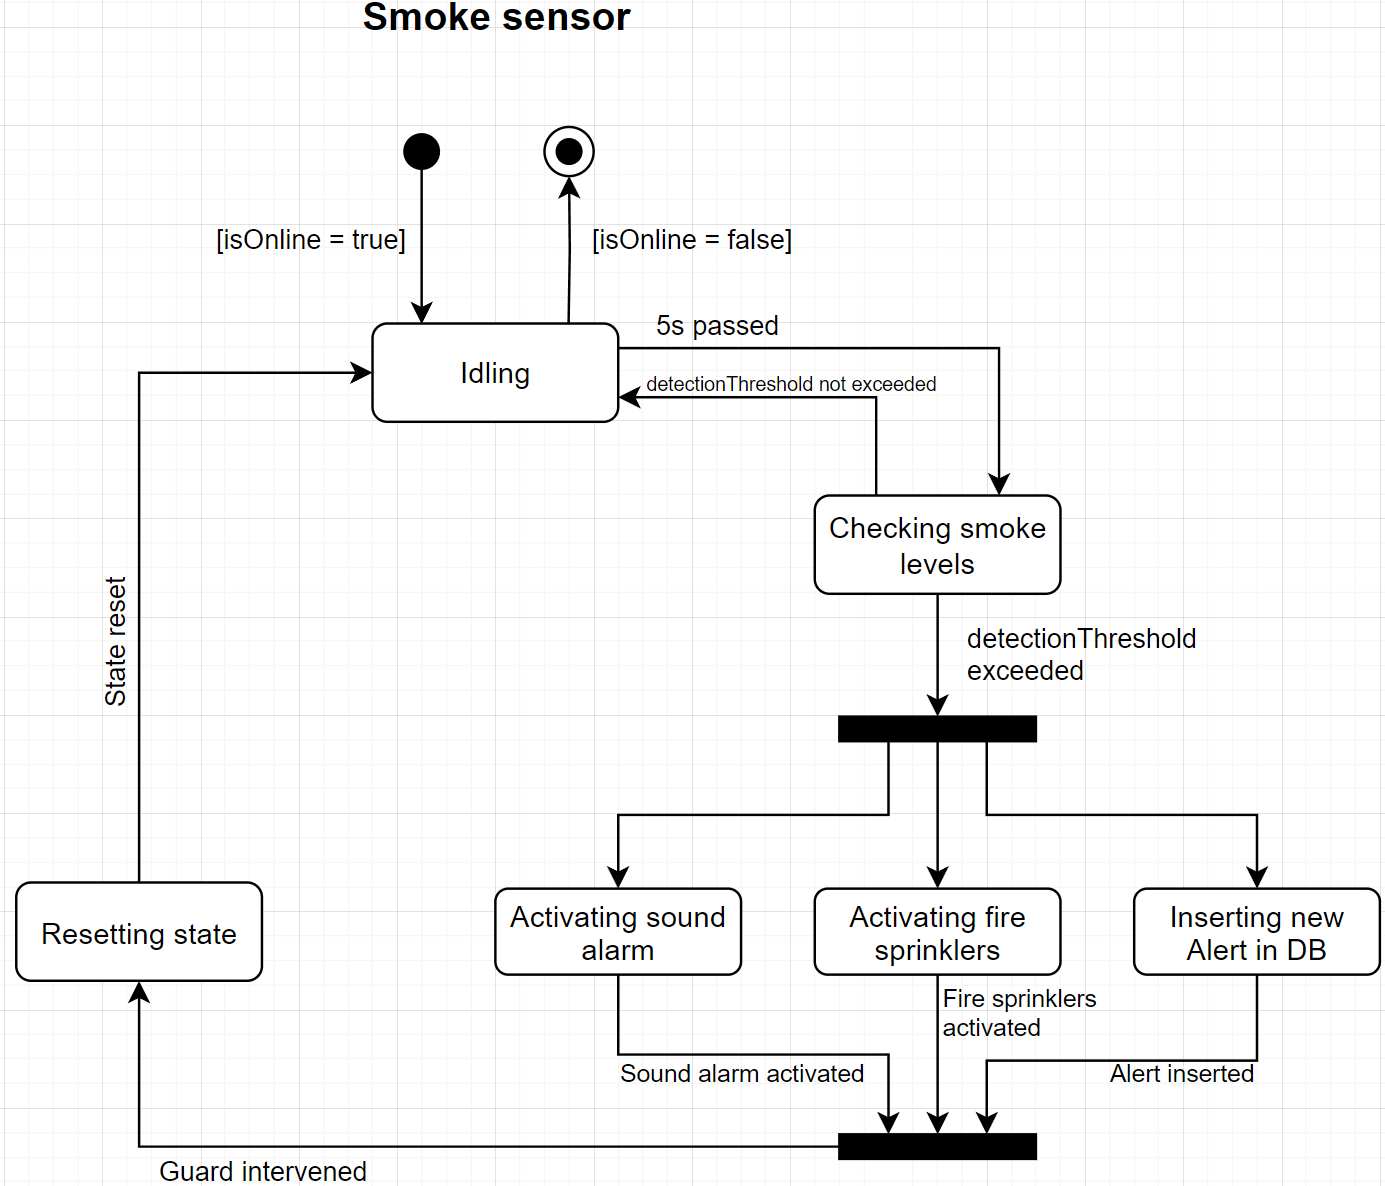 Smoke sensor
[isOnline = true]
[isOnline = false]
5s passed
Idling
detectionThreshold not exceeded
Checking smoke
levels
State reset
detectionThreshold
exceeded
Resetting state
Activating sound
alarm
Activating fire
sprinklers
Inserting new
Alert in DB
Fire sprinklers
activated
Sound alarm activated
Alert inserted
Guard intervened